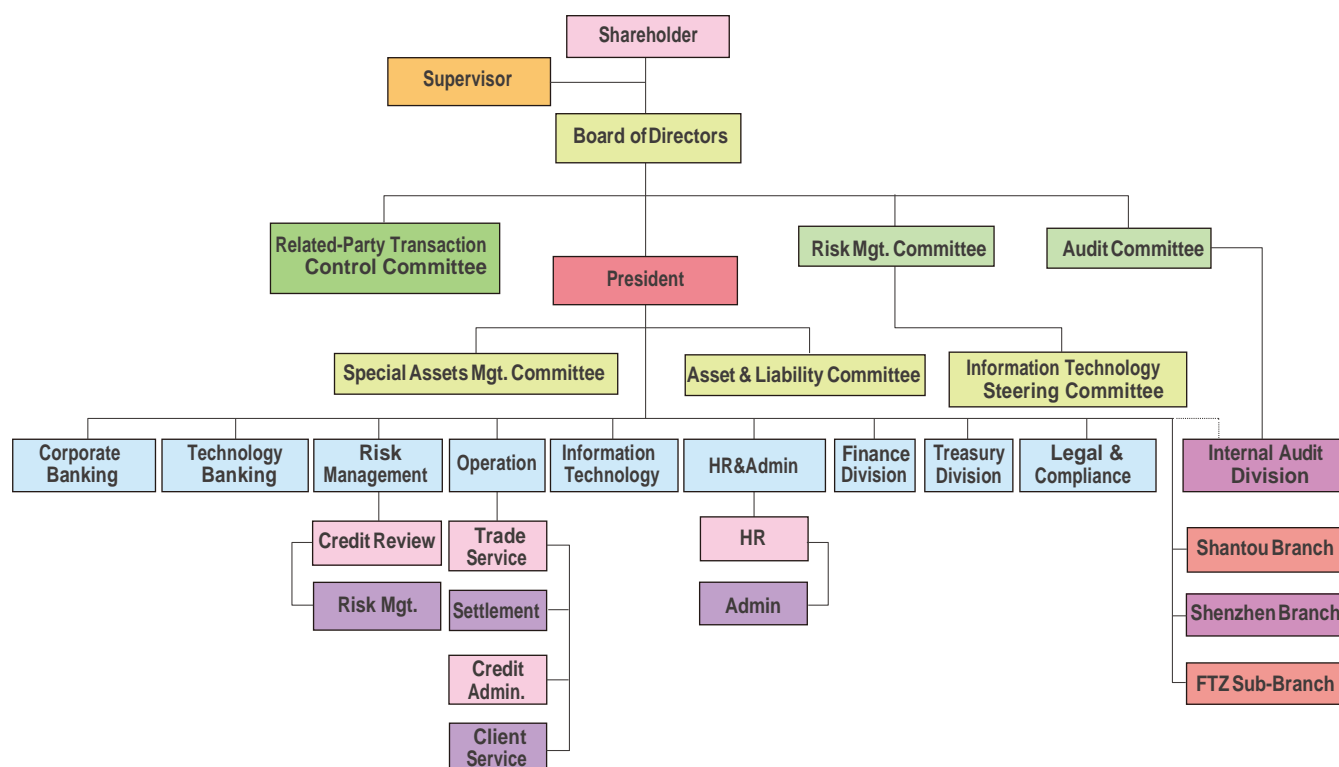 Shareholder
Supervisor
Board of Directors
Related-Party Transaction
Control Committee
Risk Mgt. Committee
Audit Committee
President
Special Assets Mgt. Committee
Asset & Liability Committee
Information Technology
Steering Committee
Corporate
Banking
Technology
Banking
Risk
Management
Operation
Information
Technology
HR&Admin
Finance
Division
Treasury
Division
Legal &
Compliance
Internal Audit
Division
Credit Review
Trade
Service
HR
Shantou Branch
Risk Mgt.
Settlement
Admin
Shenzhen Branch
Credit
Admin.
FTZ Sub-Branch
Client
Service